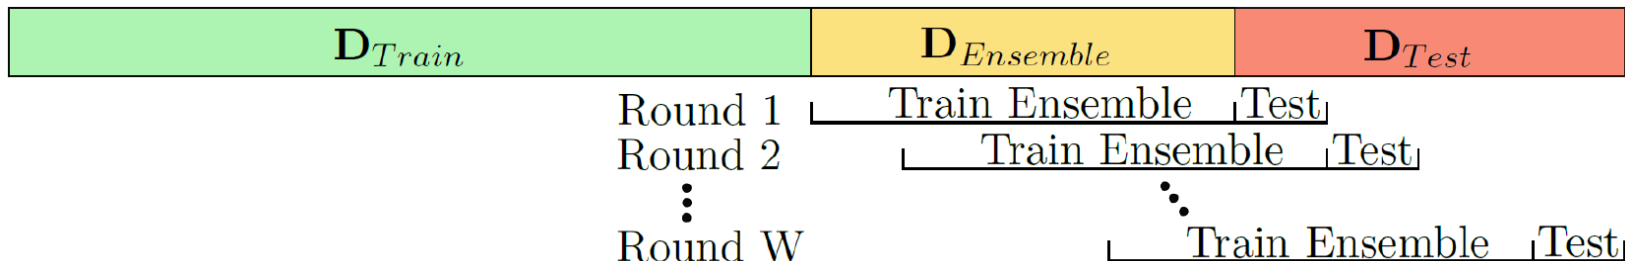 D_Train D_Ensemble D_Test
Round 1 Train Ensemble Test
Round 2 Train Ensemble Test
Round W Train Ensemble Test